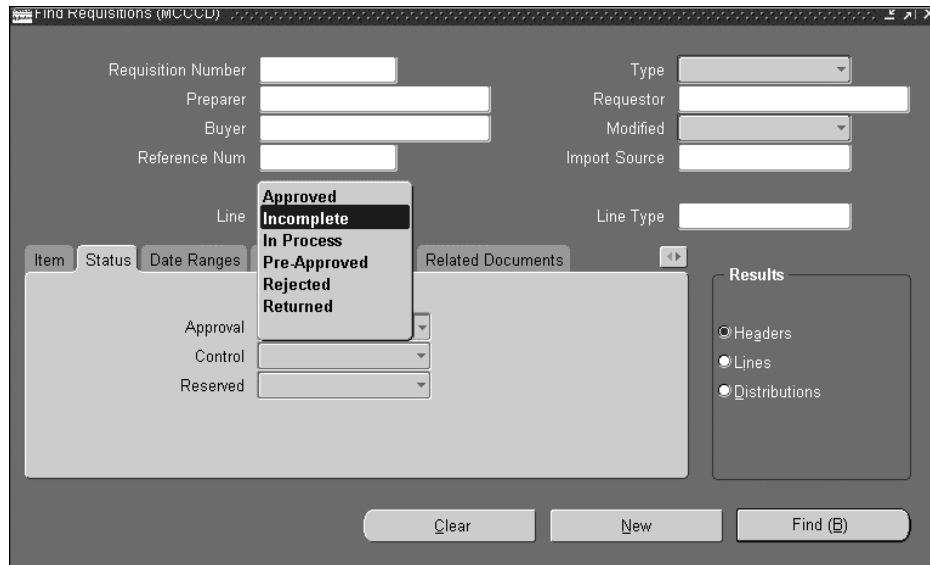 Find Requisitions (MCCCD)
Requisition Number
Type
Preparer
Requestor
Buyer
Modified
Reference Num
Import Source
Line
Line Type
Approved
Incomplete
In Process
Pre-Approved
Rejected
Returned
Item Status Date Ranges Related Documents
Approval
Control
Reserved
Results
Headers
Lines
Distributions
Clear New Find (B)